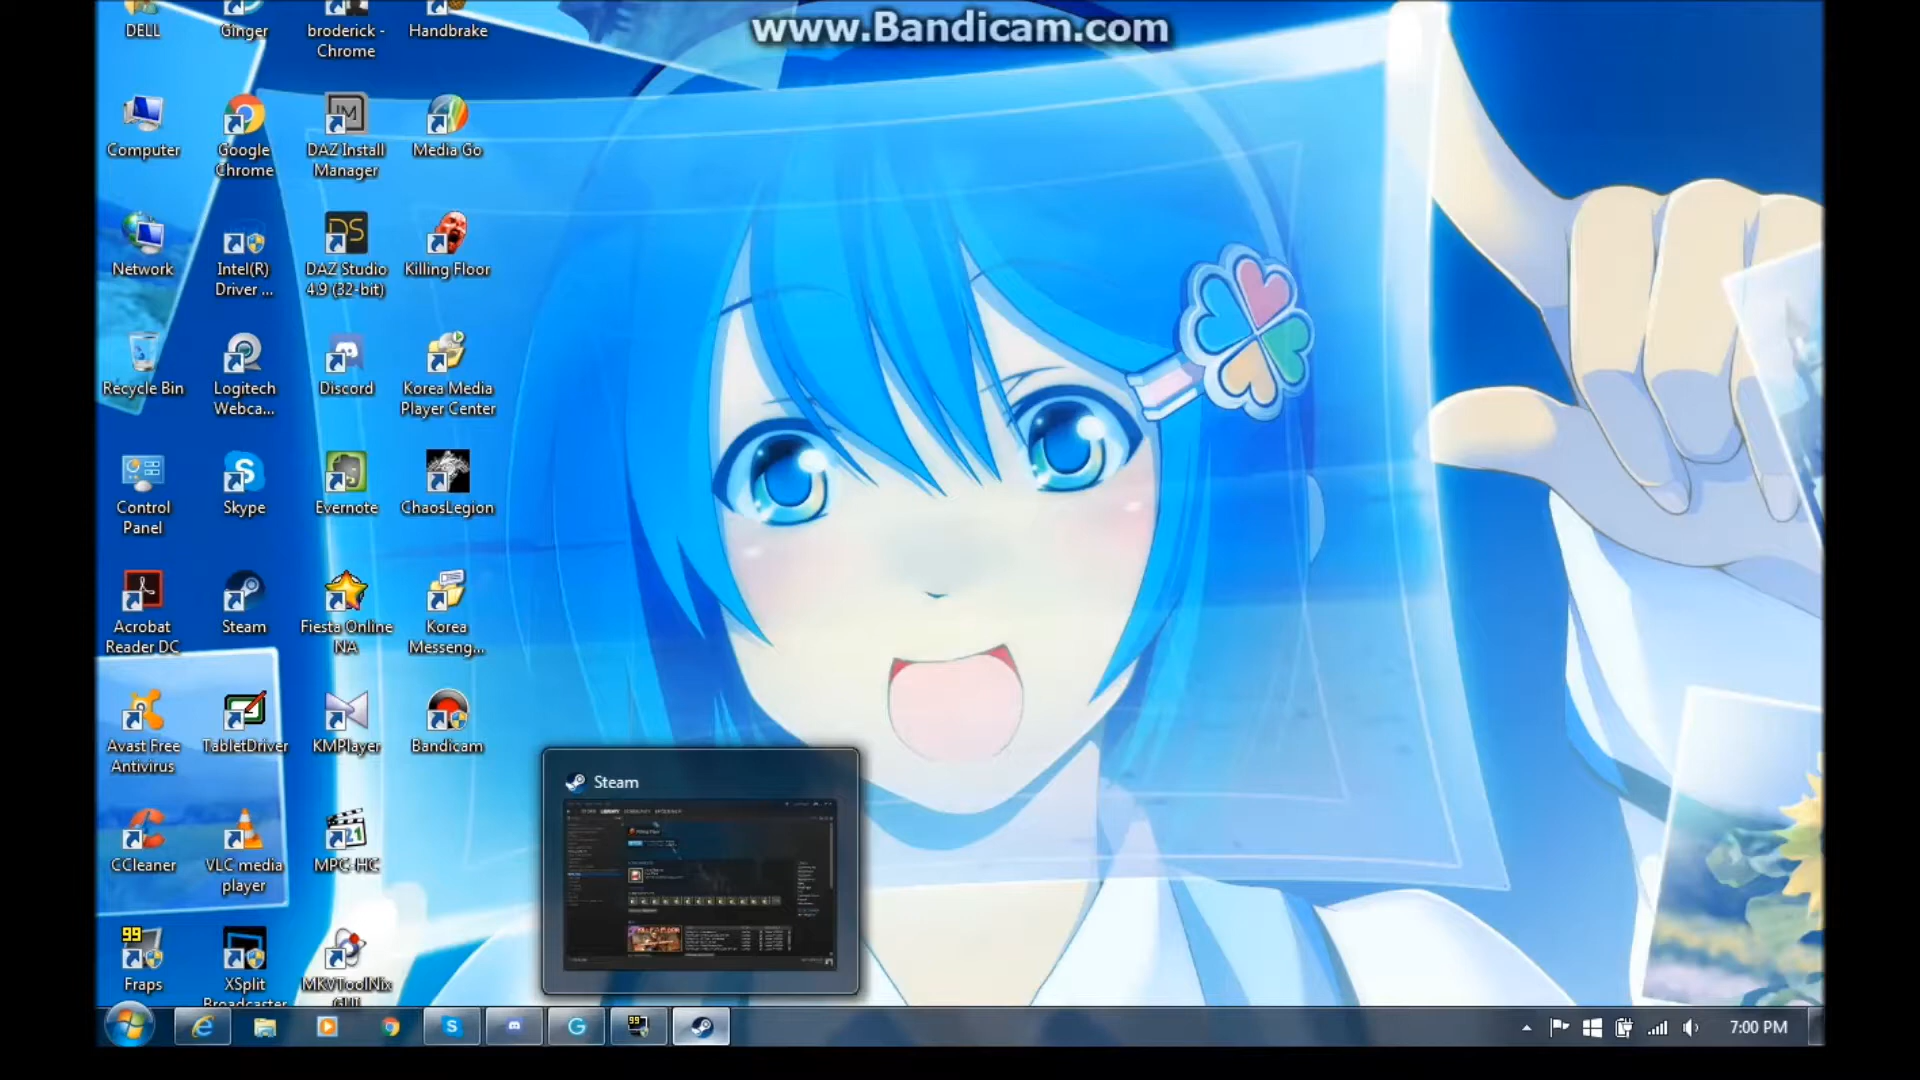 www.Bandicam.com
DELL
Ginger
broderick -
Chrome
Handbrake
Computer
Google
Chrome
DAZ Install
Manager
Media Go
Network
Intel(R)
Driver ...
DAZ Studio
4.9 (32-bit)
Killing Floor
Recycle Bin
Logitech
Webca...
Discord
Korea Media
Player Center
Control
Panel
Skype
Evernote
ChaosLegion
Acrobat
Reader DC
Steam
Fiesta Online
NA
Korea
Messeng...
Avast Free
Antivirus
TabletDriver
KMPlayer
Bandicam
CCleaner
VLC media
player
MPC-HC
Fraps
XSplit
Broadcaster
MKVToolNix
GUI
Steam
7:00 PM